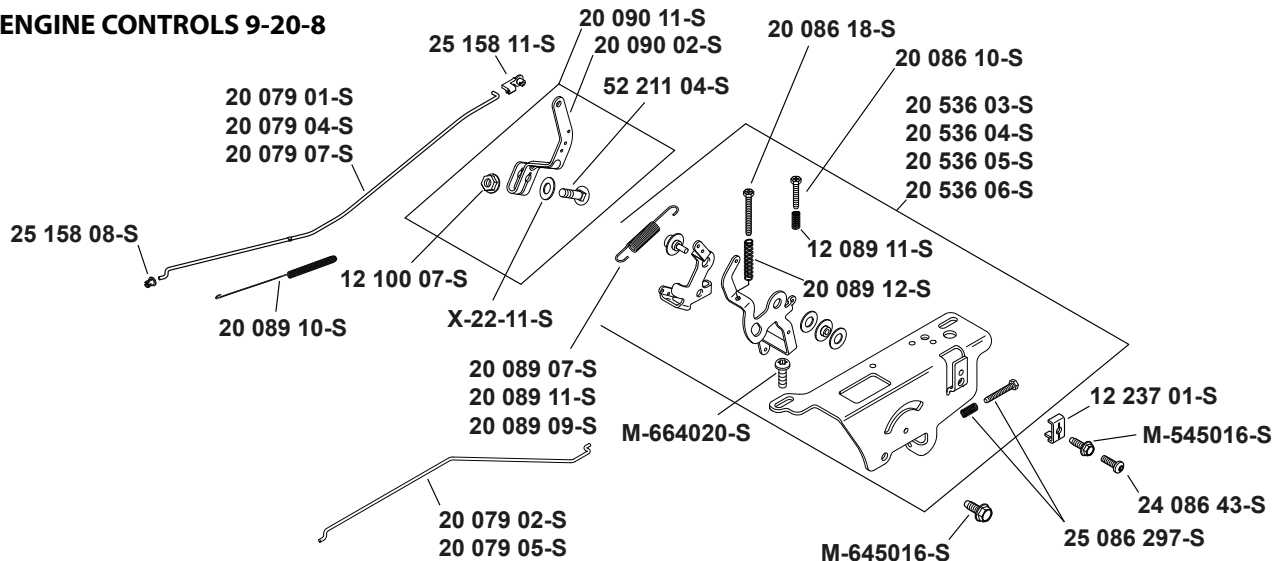 ENGINE CONTROLS 9-20-8
25 158 11-S
20 090 11-S
20 090 02-S
52 211 04-S
20 086 18-S
20 086 10-S
20 079 01-S
20 079 04-S
20 079 07-S
20 536 03-S
20 536 04-S
20 536 05-S
20 536 06-S
25 158 08-S
12 100 07-S
12 089 11-S
20 089 12-S
20 089 10-S
X-22-11-S
20 089 07-S
20 089 11-S
20 089 09-S
M-664020-S
12 237 01-S
M-545016-S
24 086 43-S
25 086 297-S
20 079 02-S
20 079 05-S
M-645016-S